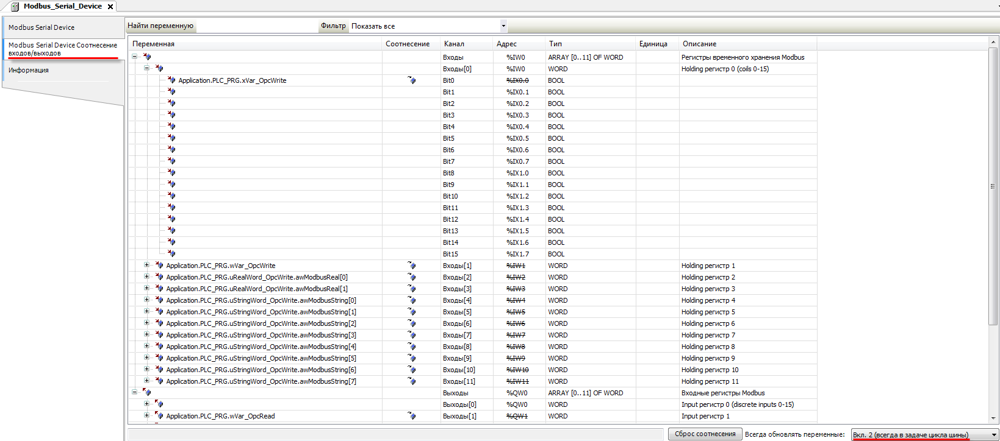 Modbus_Serial_Device
Modbus Serial Device
Modbus Serial Device Соотнесение
входов/выходов
Информация
Найти переменную Фильтр Показать все
Переменная Соотнесение Канал Адрес Тип Единица Описание
Входы %IW0 ARRAY [0..11] OF WORD Регистры временного хранения Modbus
Входы[0] %IW0 WORD Holding регистр 0 (coils 0-15)
Application.PLC_PRG.xVar_OpcWrite Bit0 %IX0.0 BOOL
Bit1 %IX0.1 BOOL
Bit2 %IX0.2 BOOL
Bit3 %IX0.3 BOOL
Bit4 %IX0.4 BOOL
Bit5 %IX0.5 BOOL
Bit6 %IX0.6 BOOL
Bit7 %IX0.7 BOOL
Bit8 %IX1.0 BOOL
Bit9 %IX1.1 BOOL
Bit10 %IX1.2 BOOL
Bit11 %IX1.3 BOOL
Bit12 %IX1.4 BOOL
Bit13 %IX1.5 BOOL
Bit14 %IX1.6 BOOL
Bit15 %IX1.7 BOOL
Application.PLC_PRG.wVar_OpcWrite Входы[1] %IW1 WORD Holding регистр 1
Application.PLC_PRG.uRealWord_OpcWrite.awModbusReal[0] Входы[2] %IW2 WORD Holding регистр 2
Application.PLC_PRG.uRealWord_OpcWrite.awModbusReal[1] Входы[3] %IW3 WORD Holding регистр 3
Application.PLC_PRG.uStringWord_OpcWrite.awModbusString[0] Входы[4] %IW4 WORD Holding регистр 4
Application.PLC_PRG.uStringWord_OpcWrite.awModbusString[1] Входы[5] %IW5 WORD Holding регистр 5
Application.PLC_PRG.uStringWord_OpcWrite.awModbusString[2] Входы[6] %IW6 WORD Holding регистр 6
Application.PLC_PRG.uStringWord_OpcWrite.awModbusString[3] Входы[7] %IW7 WORD Holding регистр 7
Application.PLC_PRG.uStringWord_OpcWrite.awModbusString[4] Входы[8] %IW8 WORD Holding регистр 8
Application.PLC_PRG.uStringWord_OpcWrite.awModbusString[5] Входы[9] %IW9 WORD Holding регистр 9
Application.PLC_PRG.uStringWord_OpcWrite.awModbusString[6] Входы[10] %IW10 WORD Holding регистр 10
Application.PLC_PRG.uStringWord_OpcWrite.awModbusString[7] Входы[11] %IW11 WORD Holding регистр 11
Выходы %QW0 ARRAY [0..11] OF WORD Входные регистры Modbus
Выходы[0] %QW0 WORD Input регистр 0 (discrete inputs 0-15)
Application.PLC_PRG.wVar_OpcRead Выходы[1] %QW1 WORD Input регистр 1
Сброс соотнесения Всегда обновлять переменные: Вкл. 2 (всегда в задаче цикла шины)